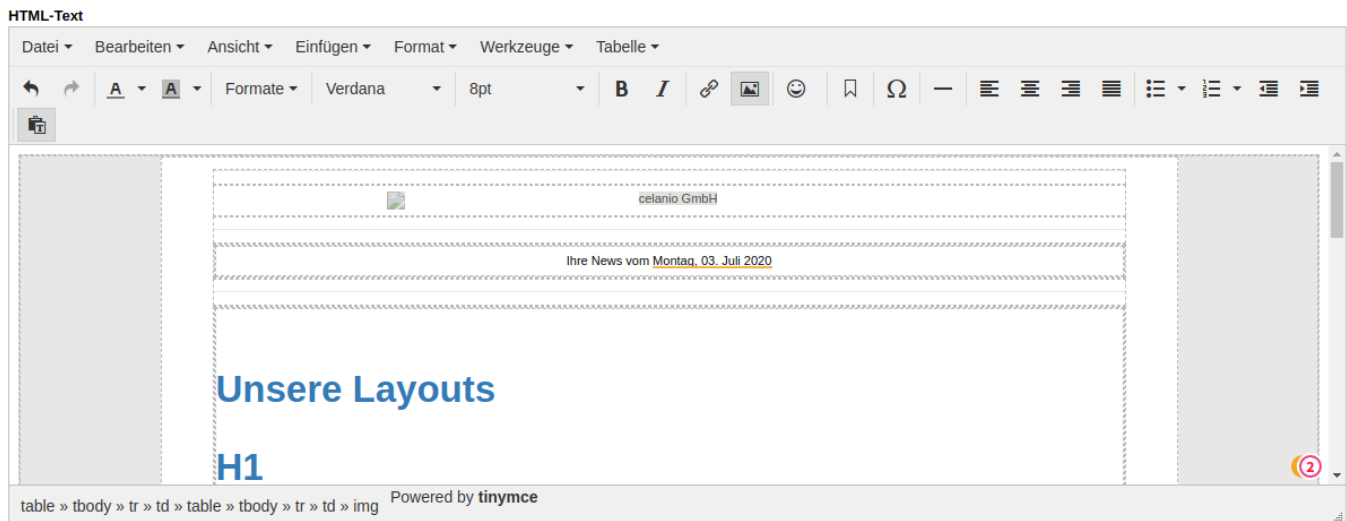 HTML-Text
Datei Bearbeiten Ansicht Einfügen Format Werkzeuge Tabelle
A A Formate Verdana 8pt B I Ω
celanio GmbH
Ihre News vom Montag, 03. Juli 2020
Unsere Layouts
H1
2
table » tbody » tr » td » table » tbody » tr » td » img Powered by tinymce